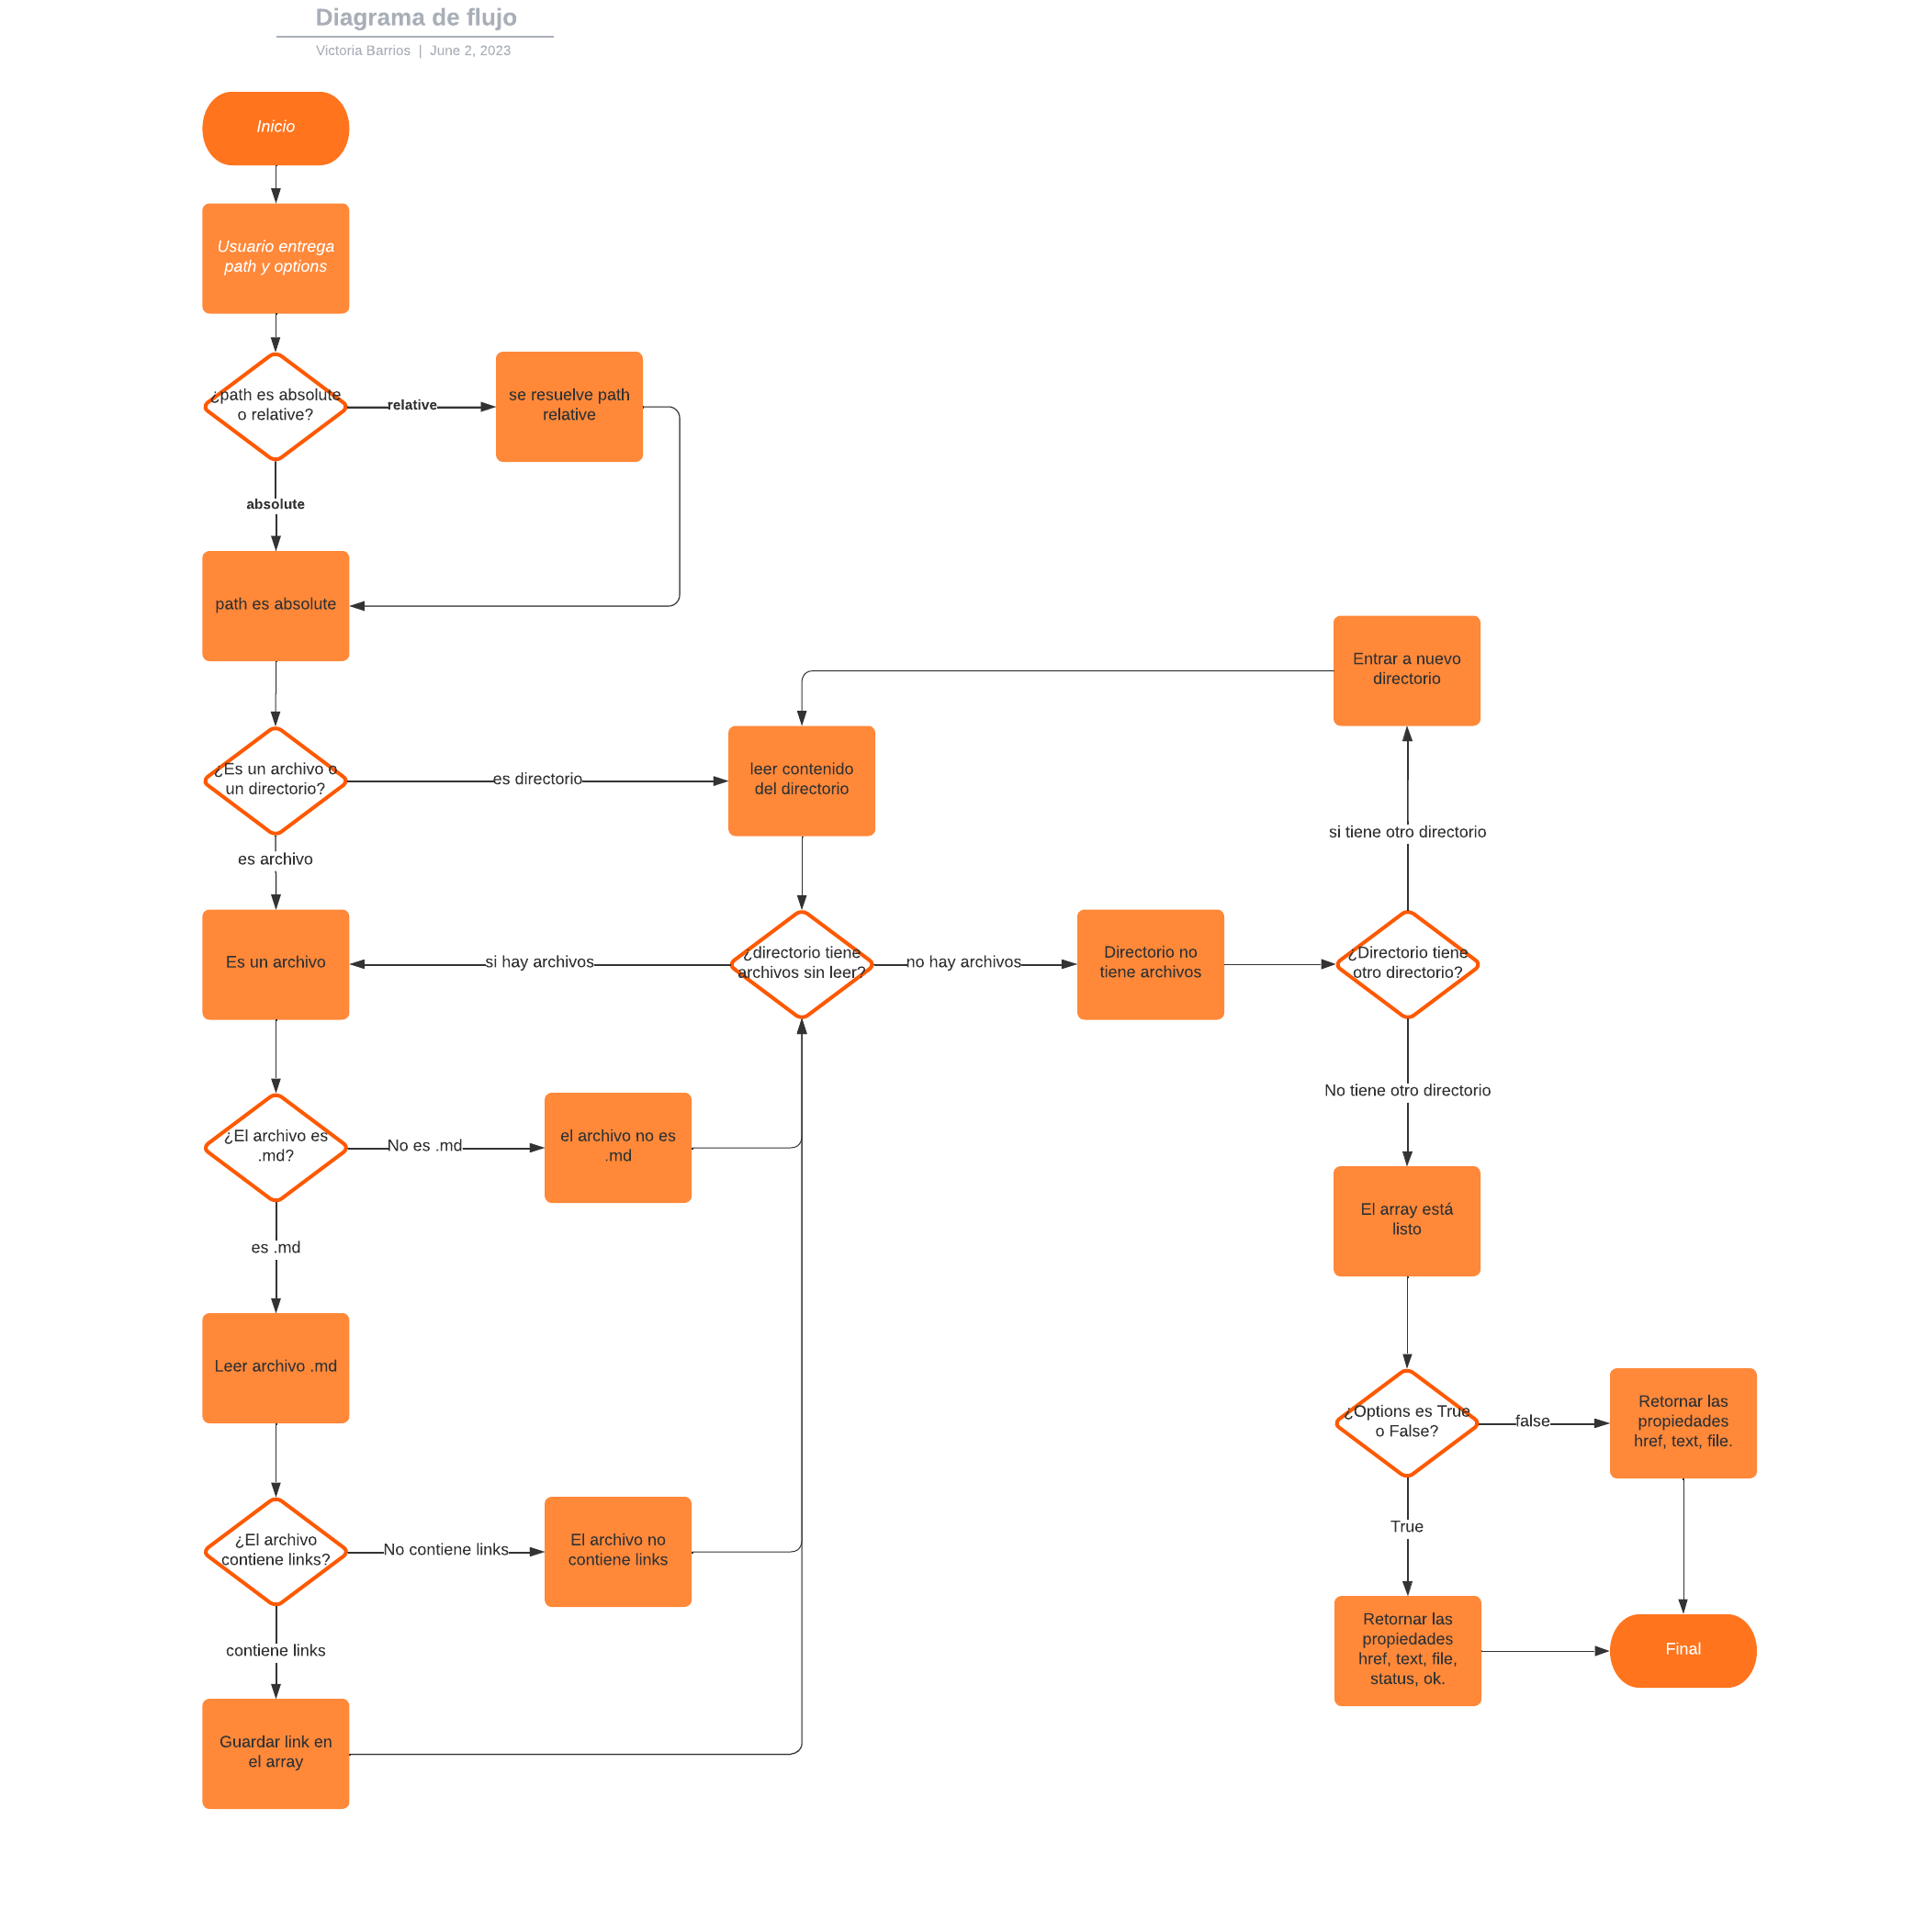 Diagrama de flujo
Victoria Barrios | June 2, 2023
Inicio
Usuario entrega
path y options
¿path es absolute
o relative?
relative
se resuelve path
relative
absolute
path es absolute
Entrar a nuevo
directorio
¿Es un archivo o
un directorio?
es directorio
leer contenido
del directorio
si tiene otro directorio
es archivo
Es un archivo
si hay archivos
¿directorio tiene
archivos sin leer?
no hay archivos
Directorio no
tiene archivos
¿Directorio tiene
otro directorio?
No tiene otro directorio
¿El archivo es
.md?
No es .md
el archivo no es
.md
es .md
El array está
listo
Leer archivo .md
¿Options es True
o False?
false
Retornar las
propiedades
href, text, file.
True
¿El archivo
contiene links?
No contiene links
El archivo no
contiene links
contiene links
Retornar las
propiedades
href, text, file,
status, ok.
Final
Guardar link en
el array